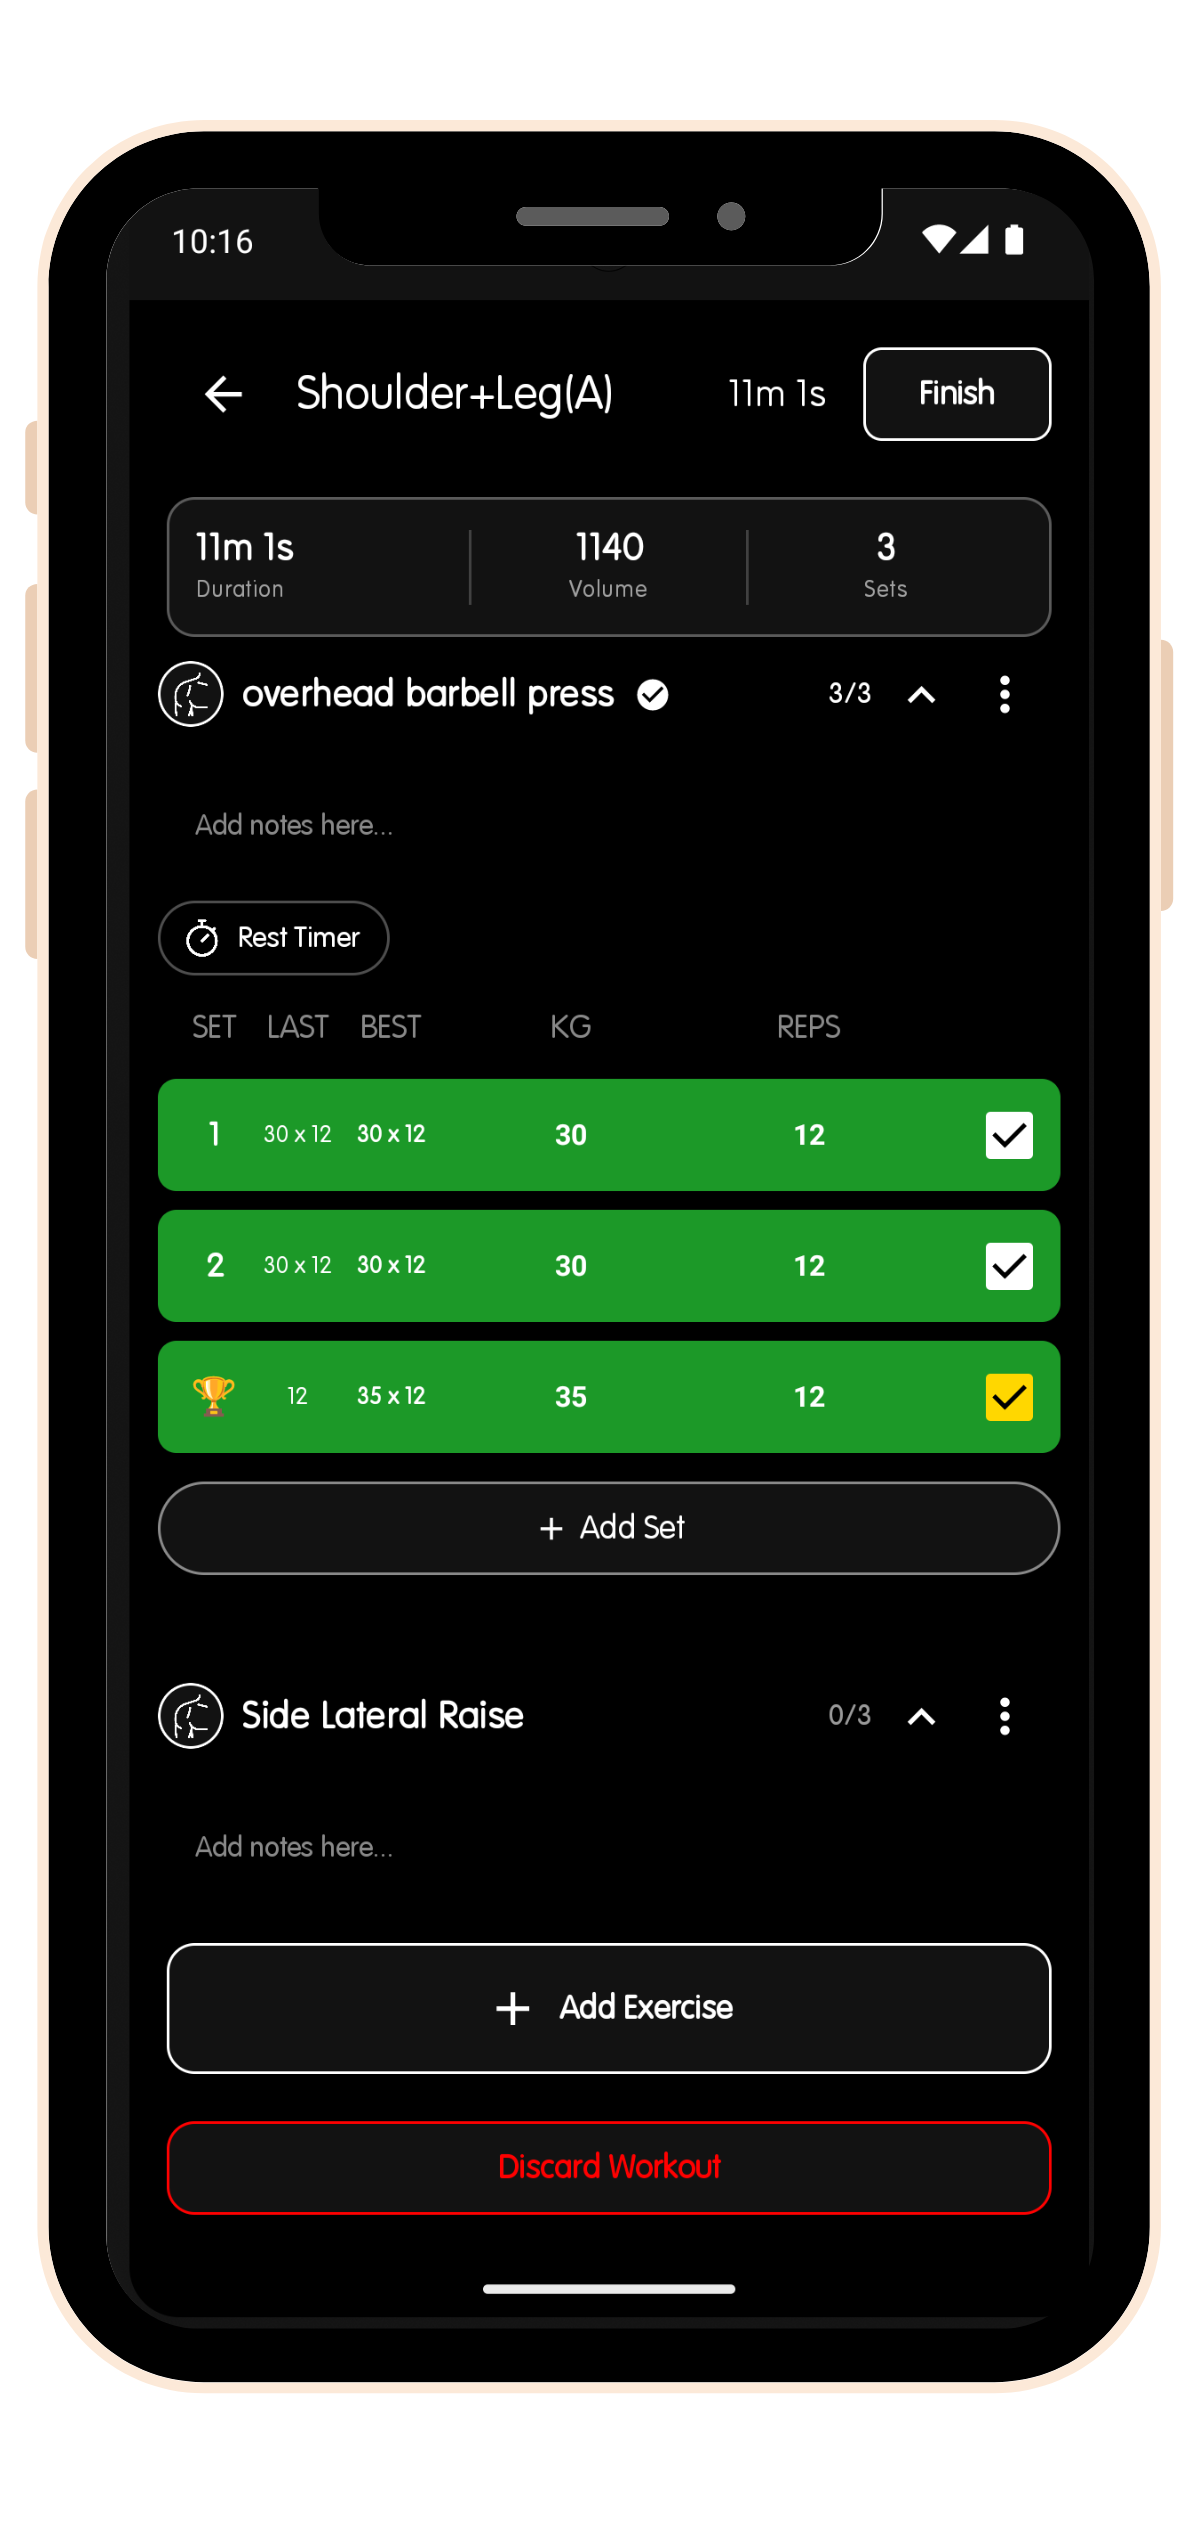 10:16
Shoulder+Leg(A) 11m 1s Finish
11m 1s 1140 3
Duration Volume Sets
overhead barbell press 3/3
Add notes here...
Rest Timer
SET LAST BEST KG REPS
1 30 x 12 30 x 12 30 12
2 30 x 12 30 x 12 30 12
12 35 x 12 35 12
+ Add Set
Side Lateral Raise 0/3
Add notes here...
+ Add Exercise
Discard Workout